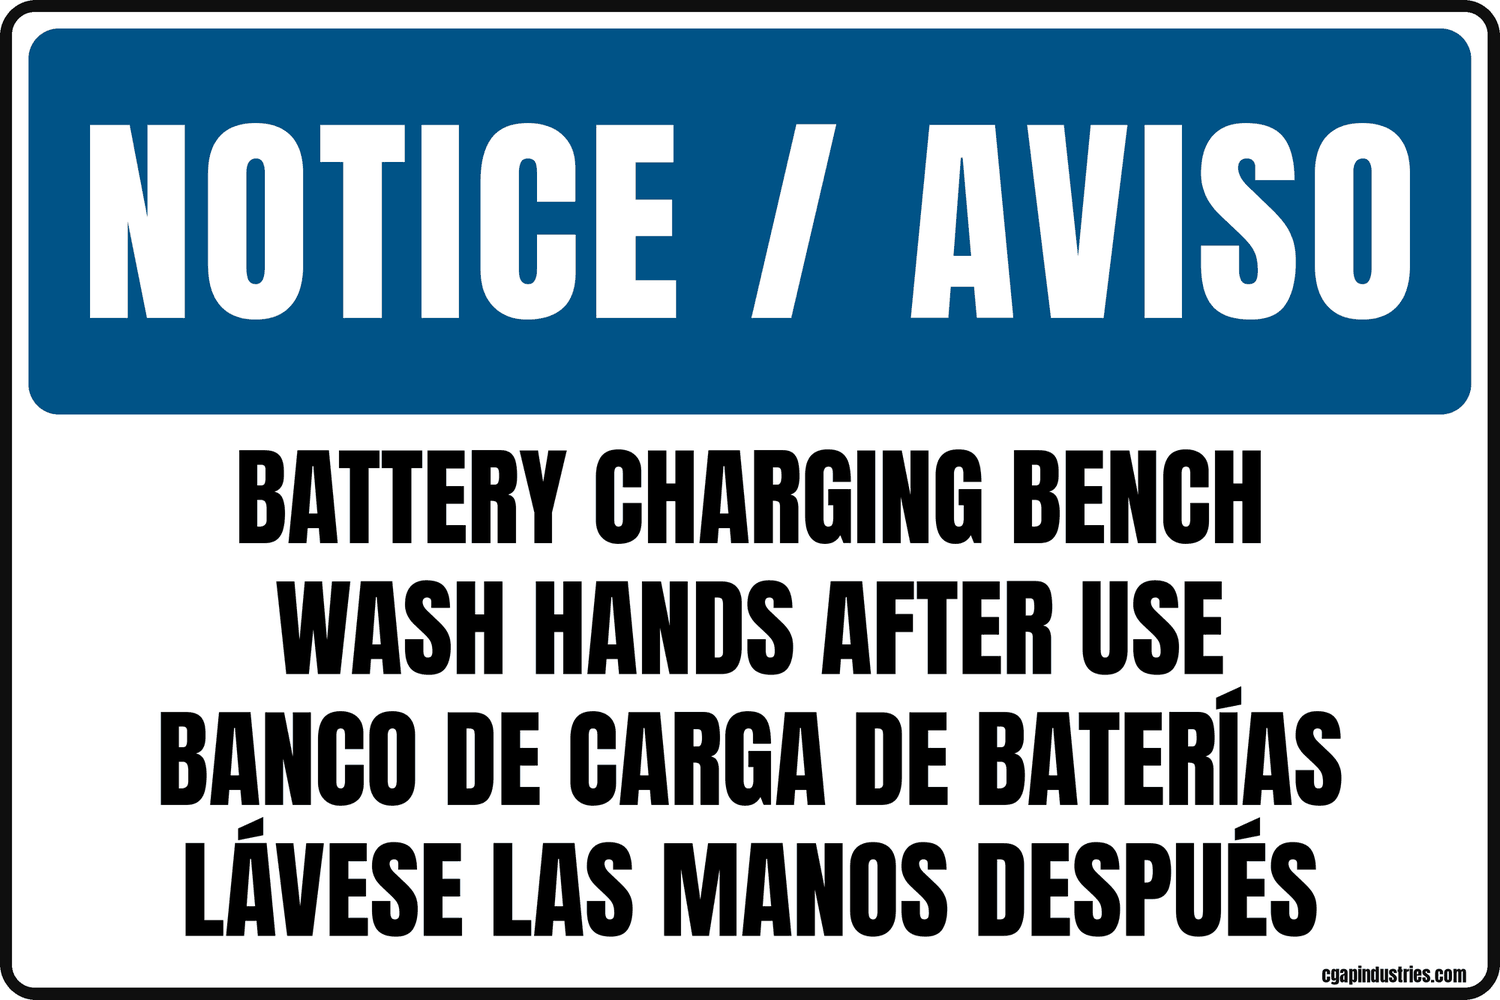 NOTICE / AVISO
BATTERY CHARGING BENCH
WASH HANDS AFTER USE
BANCO DE CARGA DE BATERÍAS
LÁVESE LAS MANOS DESPUÉS
cgapindustries.com